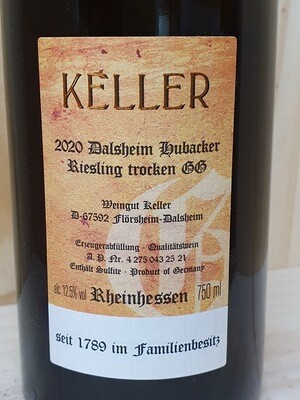 KELLER
2020 Dalsheim Hubacker
Riesling trocken GG
Weingut Keller
D-67592 Flörsheim-Dalsheim
Erzeugerabfüllung - Qualitätswein
A. P. Nr. 4 275 043 25 21
Enthält Sulfite - Product of Germany
alc. 12.5% vol Rheinhessen 750 ml
seit 1789 im Familienbesitz